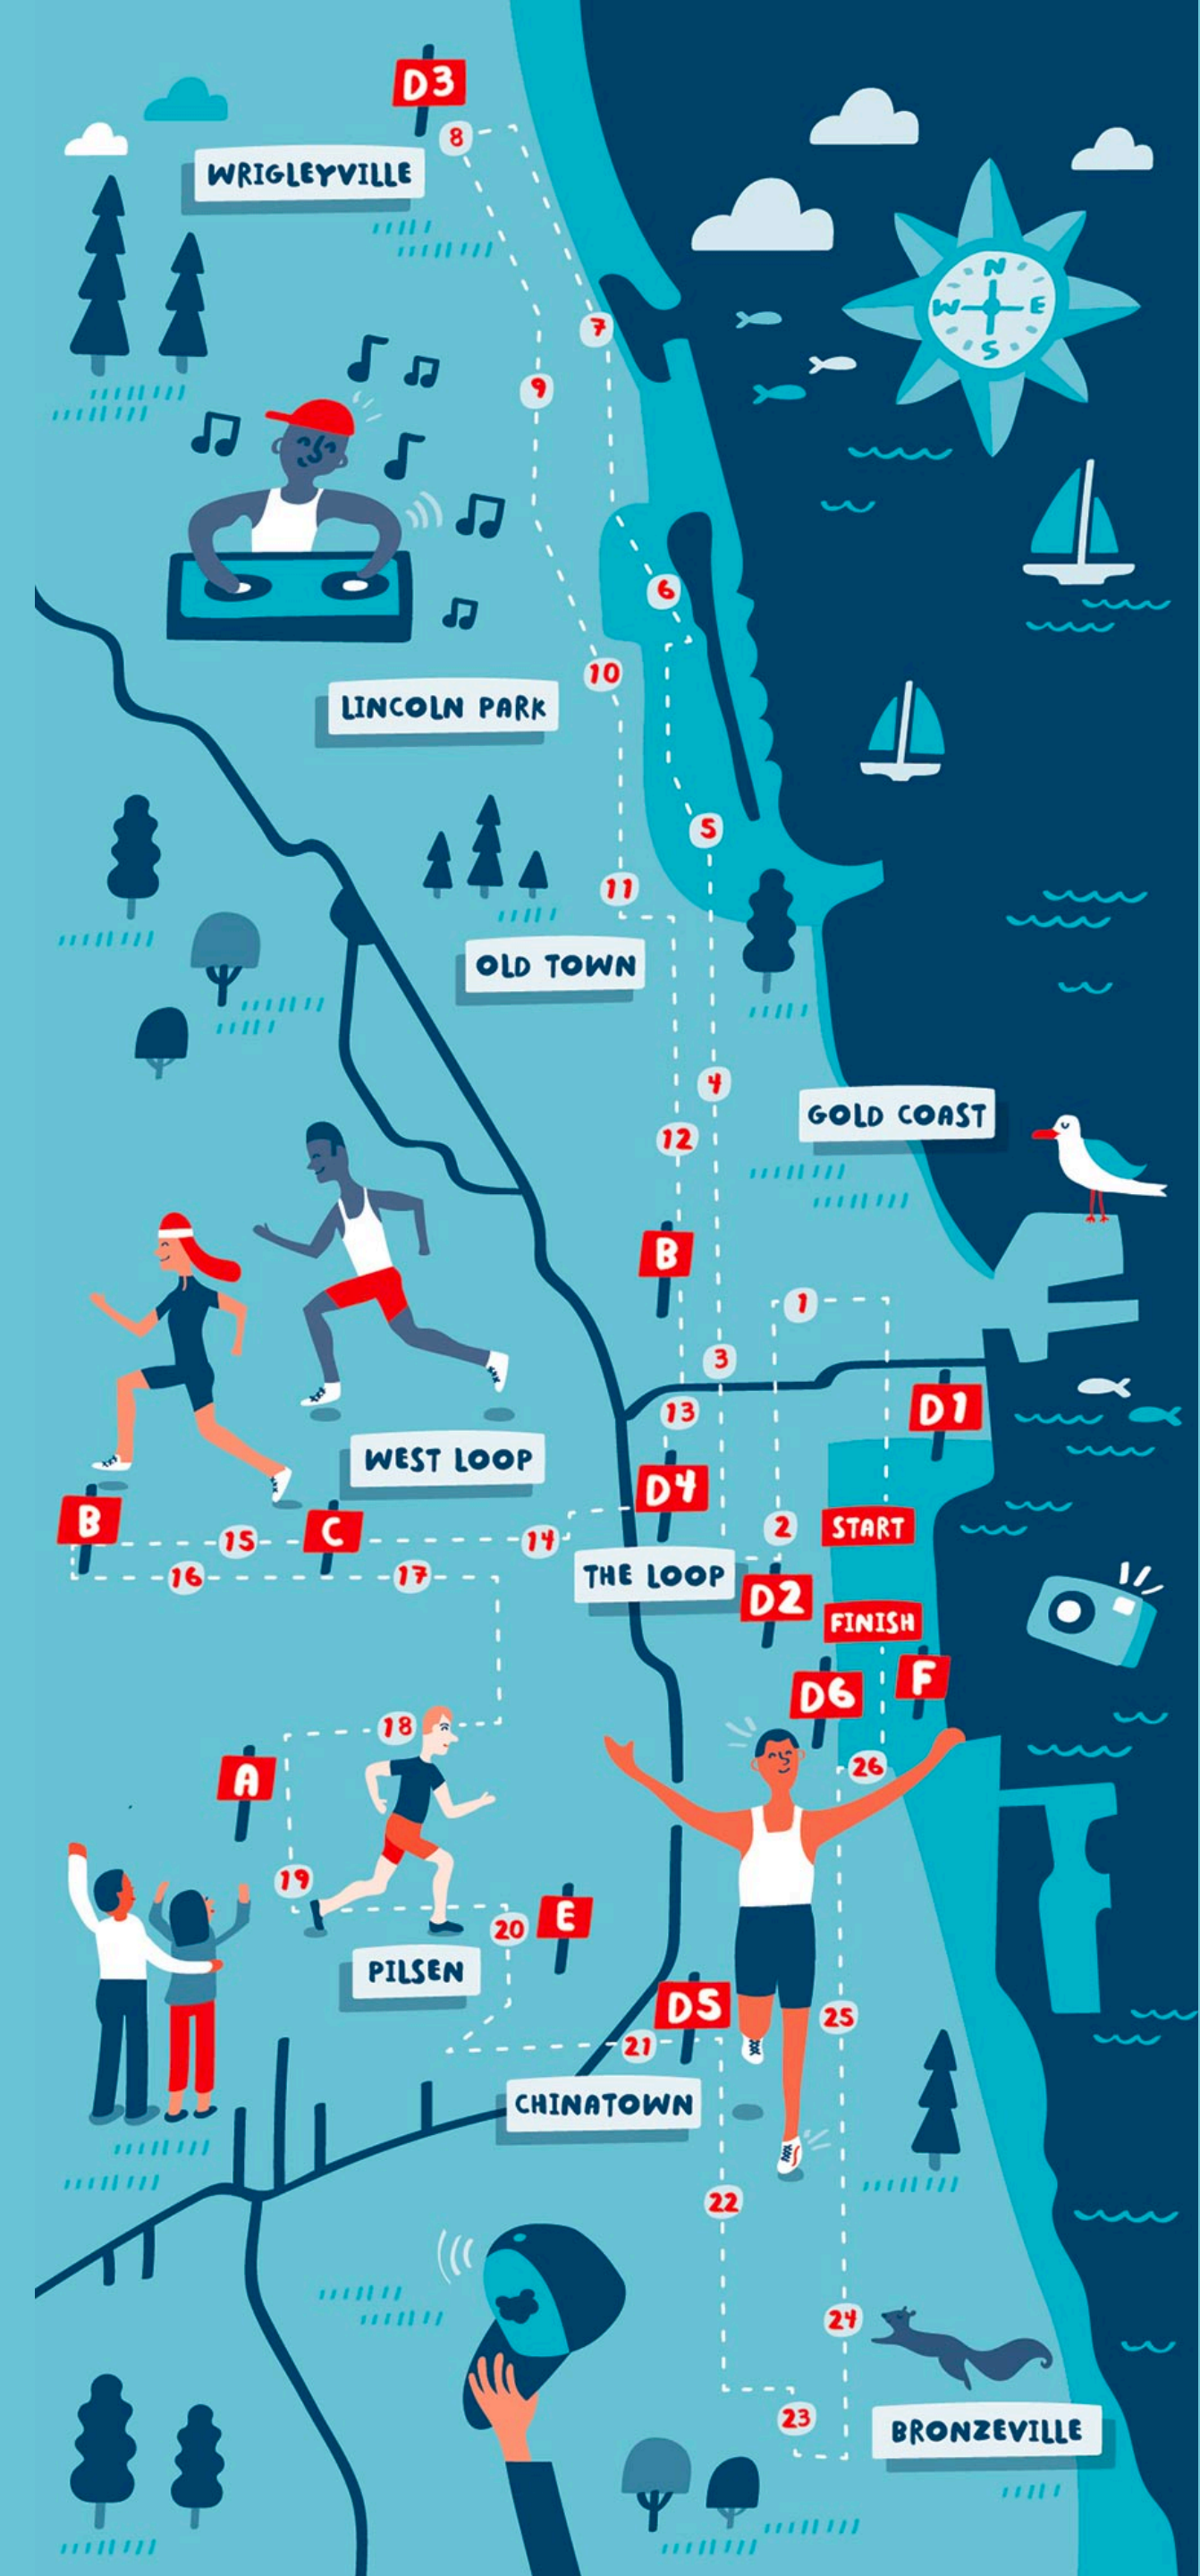 D3
8
WRIGLEYVILLE
N
W E
S
7
9
6
10
LINCOLN PARK
5
11
OLD TOWN
4
GOLD COAST
12
B
1
3
D1
13
WEST LOOP
D4
B
C
2
START
15
14
16
17
THE LOOP
D2
FINISH
F
D6
18
26
A
19
E
20
PILSEN
D5
25
21
CHINATOWN
22
24
23
BRONZEVILLE